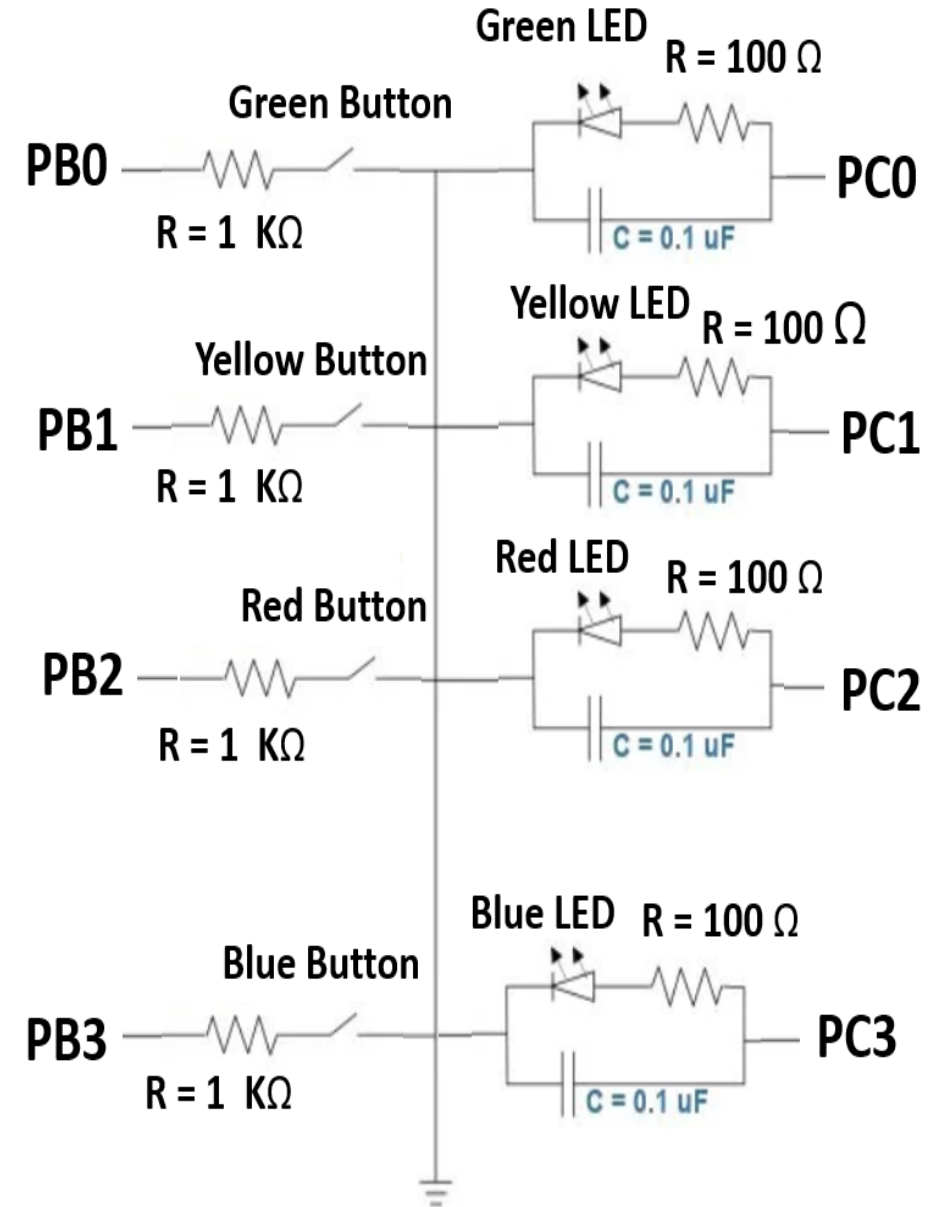 Green LED
R = 100 Ω
Green Button
PB0
PC0
R = 1 KΩ
C = 0.1 uF
Yellow LED
R = 100 Ω
Yellow Button
PB1
PC1
R = 1 KΩ
C = 0.1 uF
Red LED
R = 100 Ω
Red Button
PB2
PC2
R = 1 KΩ
C = 0.1 uF
Blue LED
R = 100 Ω
Blue Button
PB3
PC3
R = 1 KΩ
C = 0.1 uF